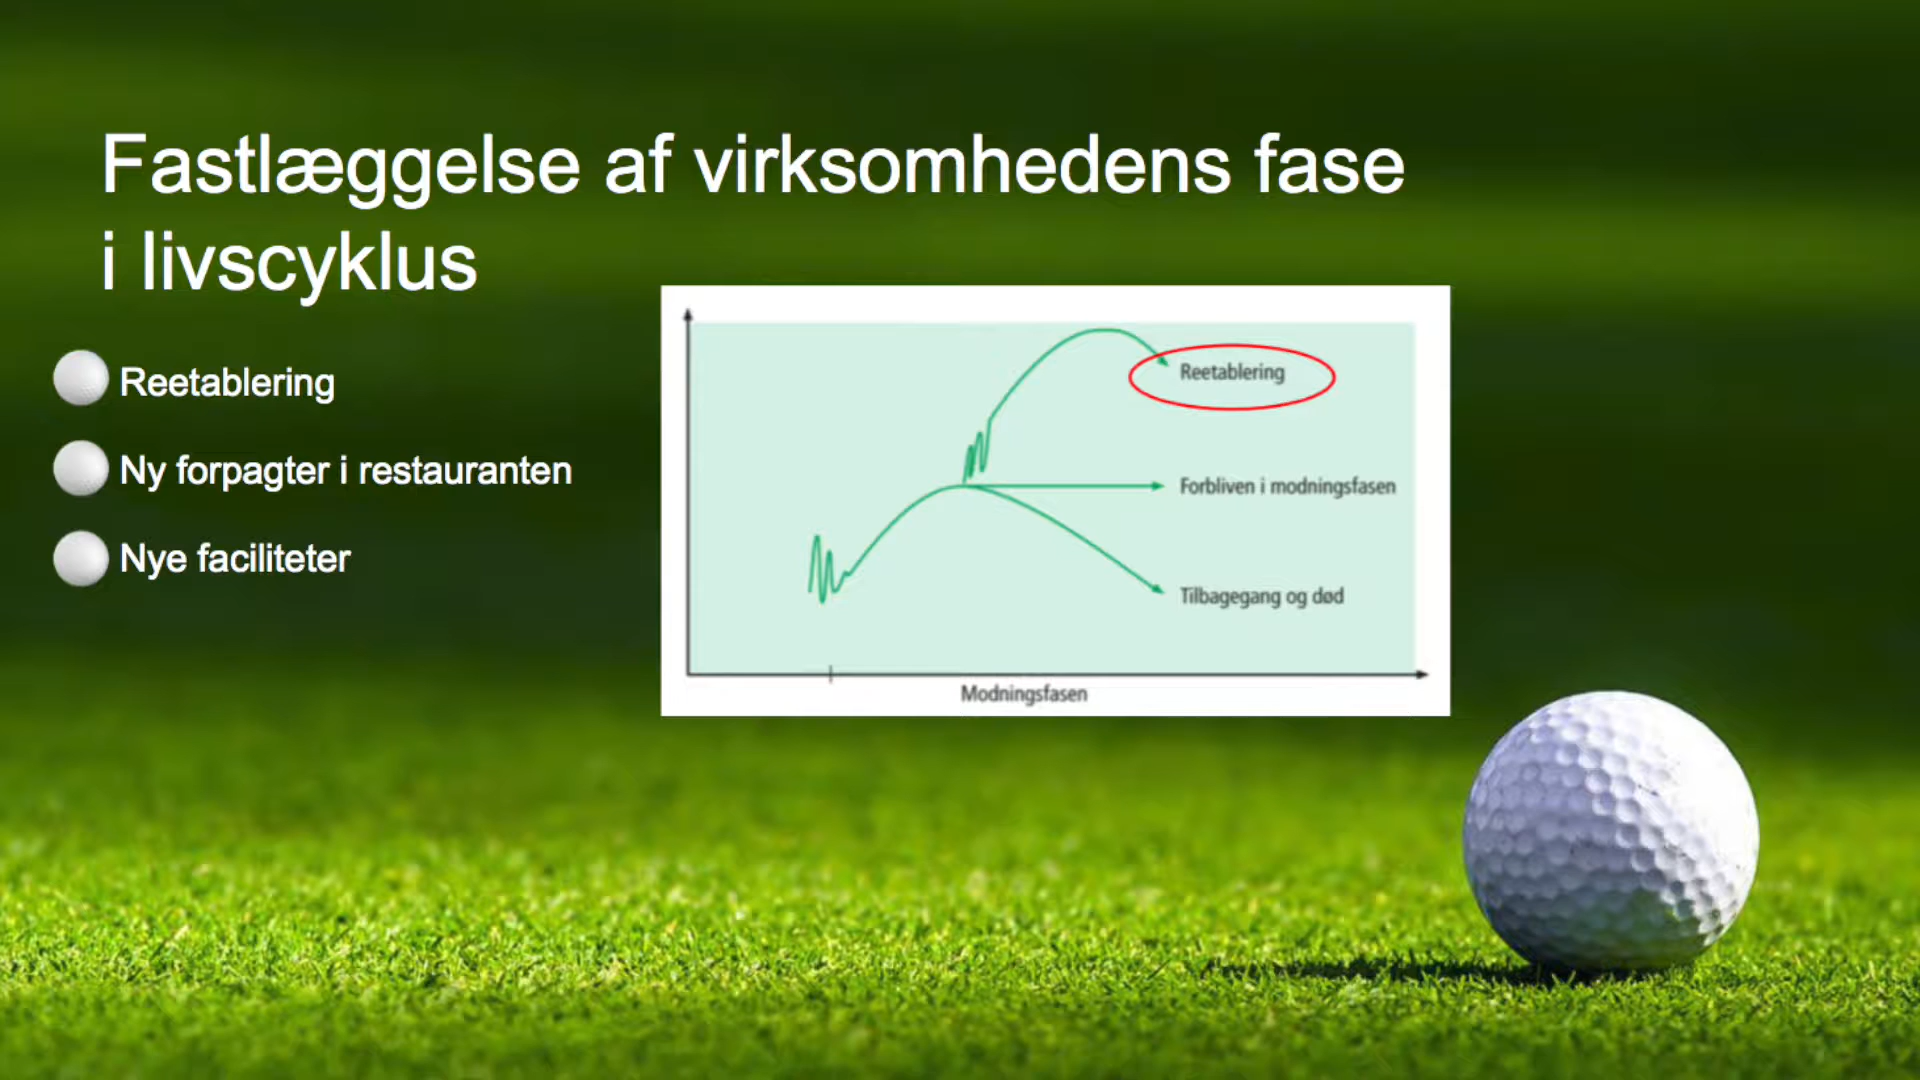 Fastlæggelse af virksomhedens fase
i livscyklus
Reetablering
Ny forpagter i restauranten
Nye faciliteter
Reetablering
Forbliven i modningsfasen
Tilbagegang og død
Modningsfasen